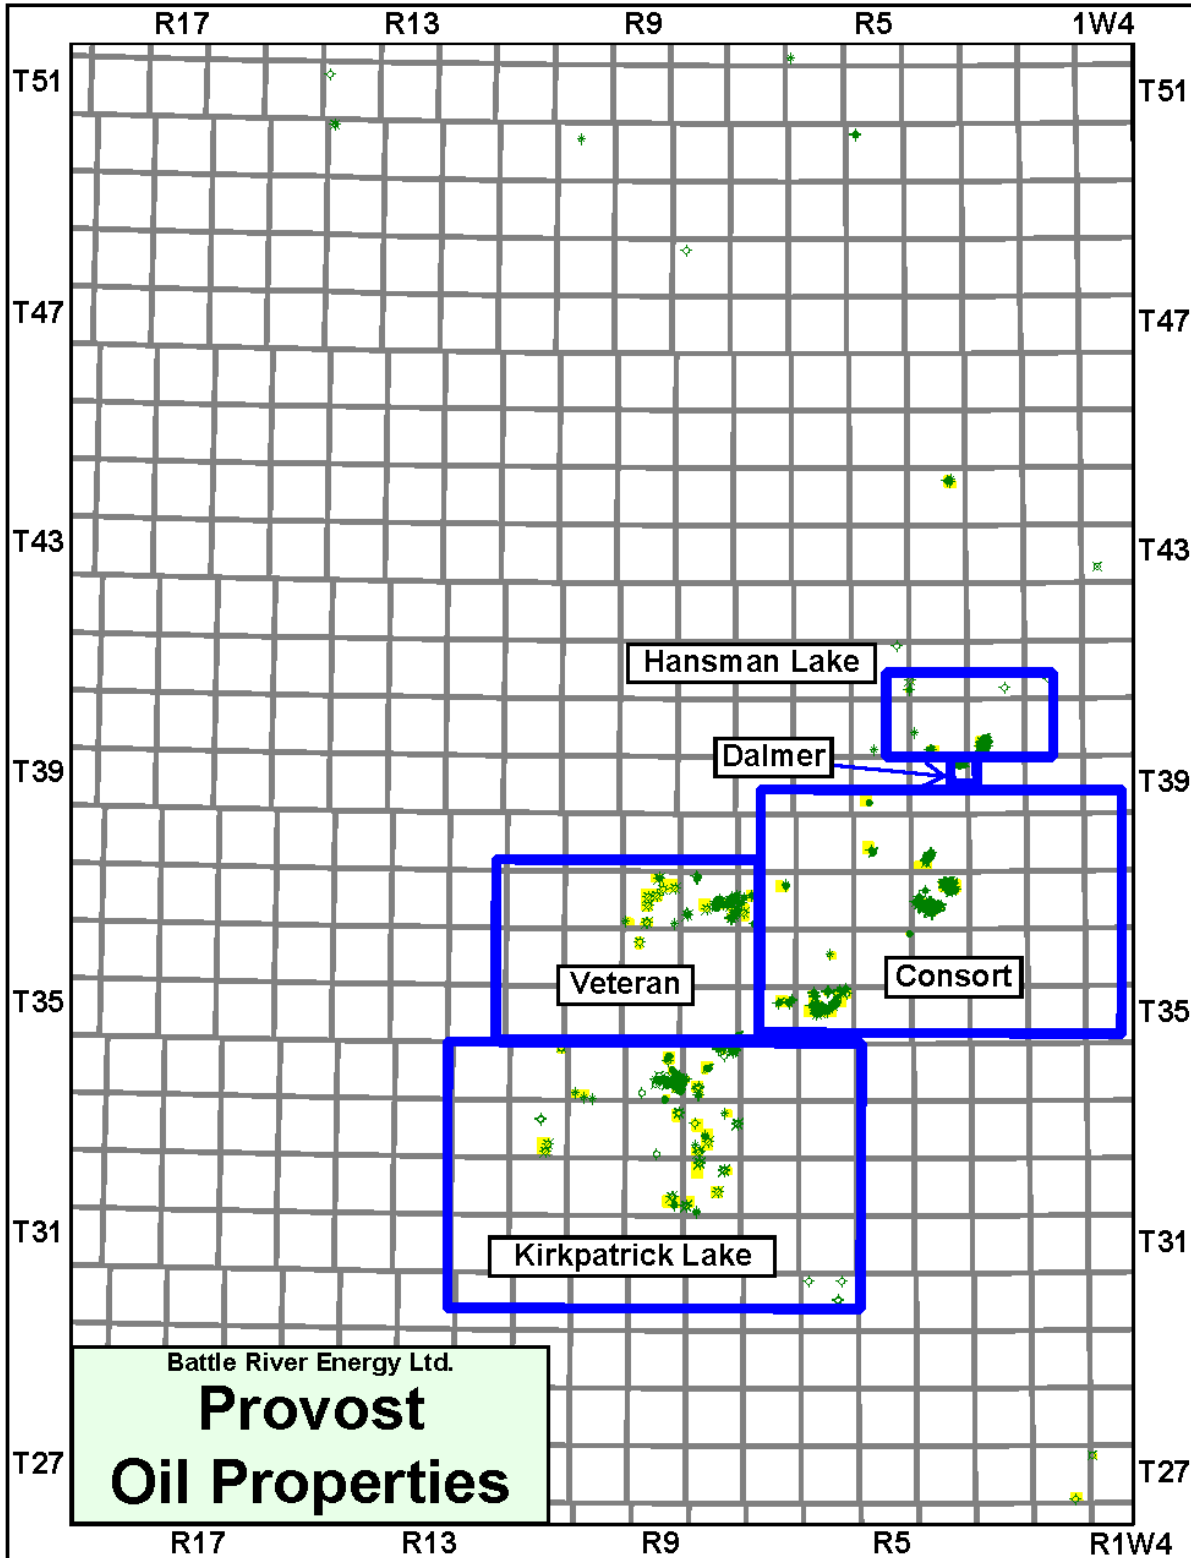 R17 R13 R9 R5 1W4
T51 T51
T47 T47
T43 T43
Hansman Lake
Dalmer
T39 T39
Veteran Consort
T35 T35
Kirkpatrick Lake
T31 T31
Battle River Energy Ltd.
Provost
Oil Properties
T27 T27
R17 R13 R9 R5 R1W4